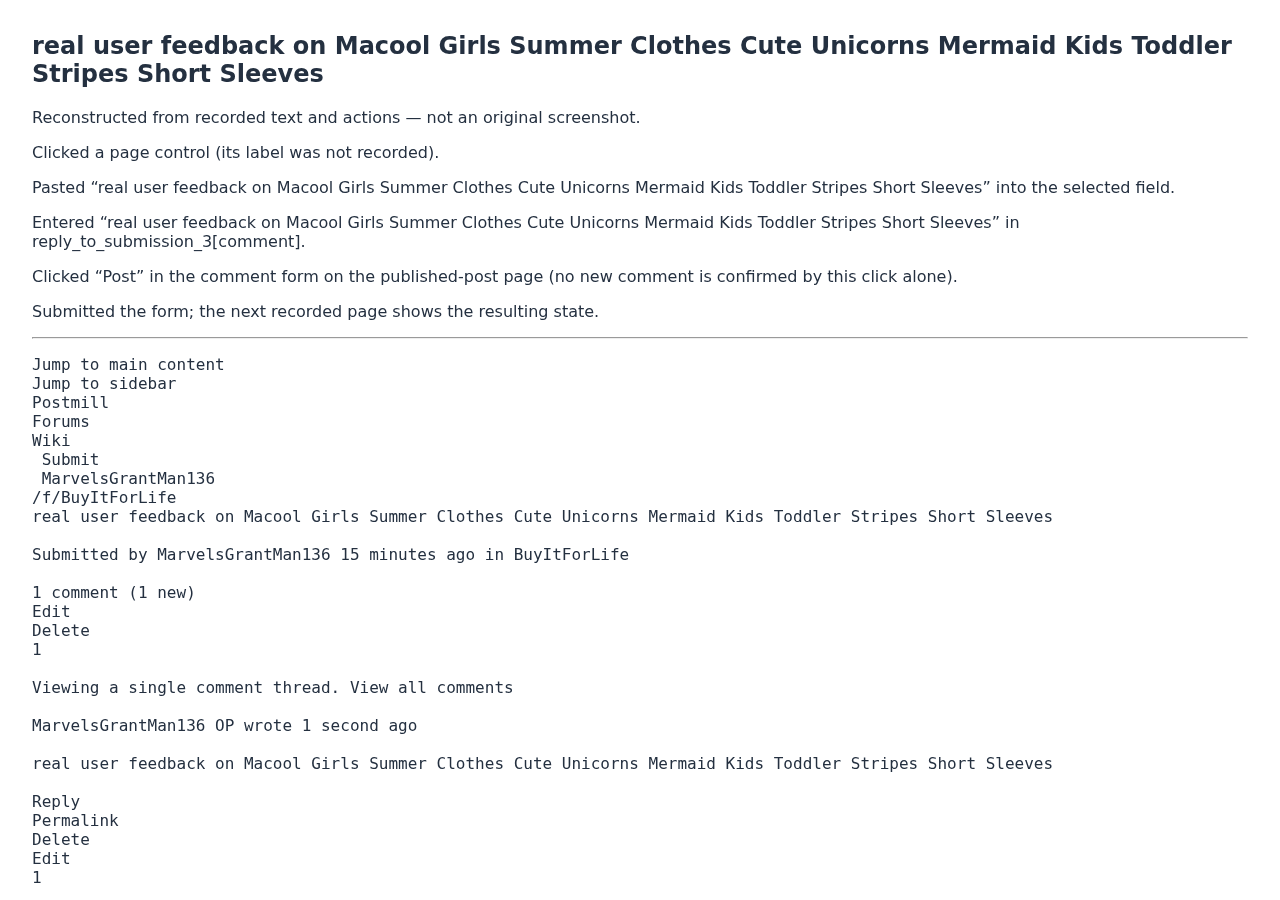 real user feedback on Macool Girls Summer Clothes Cute Unicorns Mermaid Kids Toddler
Stripes Short Sleeves
Reconstructed from recorded text and actions — not an original screenshot.
Clicked a page control (its label was not recorded).
Pasted “real user feedback on Macool Girls Summer Clothes Cute Unicorns Mermaid Kids Toddler Stripes Short Sleeves” into the selected field.
Entered “real user feedback on Macool Girls Summer Clothes Cute Unicorns Mermaid Kids Toddler Stripes Short Sleeves” in
reply_to_submission_3[comment].
Clicked “Post” in the comment form on the published-post page (no new comment is confirmed by this click alone).
Submitted the form; the next recorded page shows the resulting state.
Jump to main content
Jump to sidebar
Postmill
Forums
Wiki
Submit
MarvelsGrantMan136
/f/BuyItForLife
real user feedback on Macool Girls Summer Clothes Cute Unicorns Mermaid Kids Toddler Stripes Short Sleeves
Submitted by MarvelsGrantMan136 15 minutes ago in BuyItForLife
1 comment (1 new)
Edit
Delete
1
Viewing a single comment thread. View all comments
MarvelsGrantMan136 OP wrote 1 second ago
real user feedback on Macool Girls Summer Clothes Cute Unicorns Mermaid Kids Toddler Stripes Short Sleeves
Reply
Permalink
Delete
Edit
1